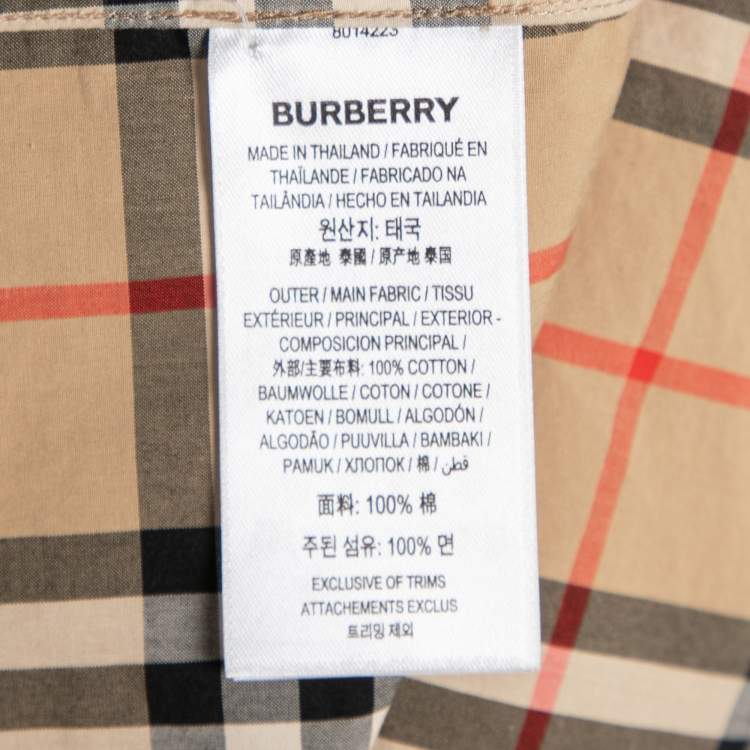 8014223
BURBERRY
MADE IN THAILAND / FABRIQUÉ EN
THAÏLANDE / FABRICADO NA
TAILÂNDIA / HECHO EN TAILANDIA
원산지: 태국
原產地 泰國 / 原产地 泰国
OUTER / MAIN FABRIC / TISSU
EXTÉRIEUR / PRINCIPAL / EXTERIOR -
COMPOSICIÓN PRINCIPAL /
外部/主要布料: 100% COTTON /
BAUMWOLLE / COTON / COTONE /
KATOEN / BOMULL / ALGODÓN /
ALGODÃO / PUUVILLA / BAMBAKI /
PAMUK / ХЛОПОК / 棉 / قطن
面料: 100% 棉
주된 섬유: 100% 면
EXCLUSIVE OF TRIMS
ATTACHEMENTS EXCLUS
트리밍 제외